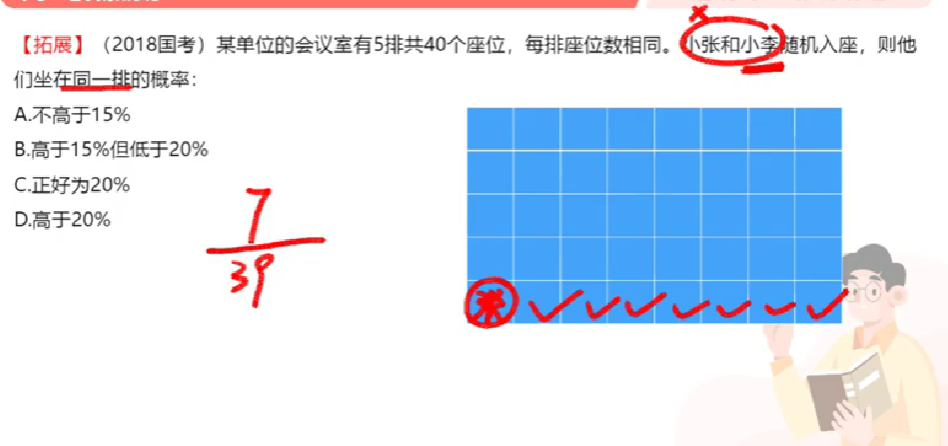 【拓展】（2018国考）某单位的会议室有5排共40个座位，每排座位数相同。小张和小李随机入座，则他
们坐在同一排的概率：
A.不高于15%
B.高于15%但低于20%
C.正好为20%
D.高于20%
7
39
张